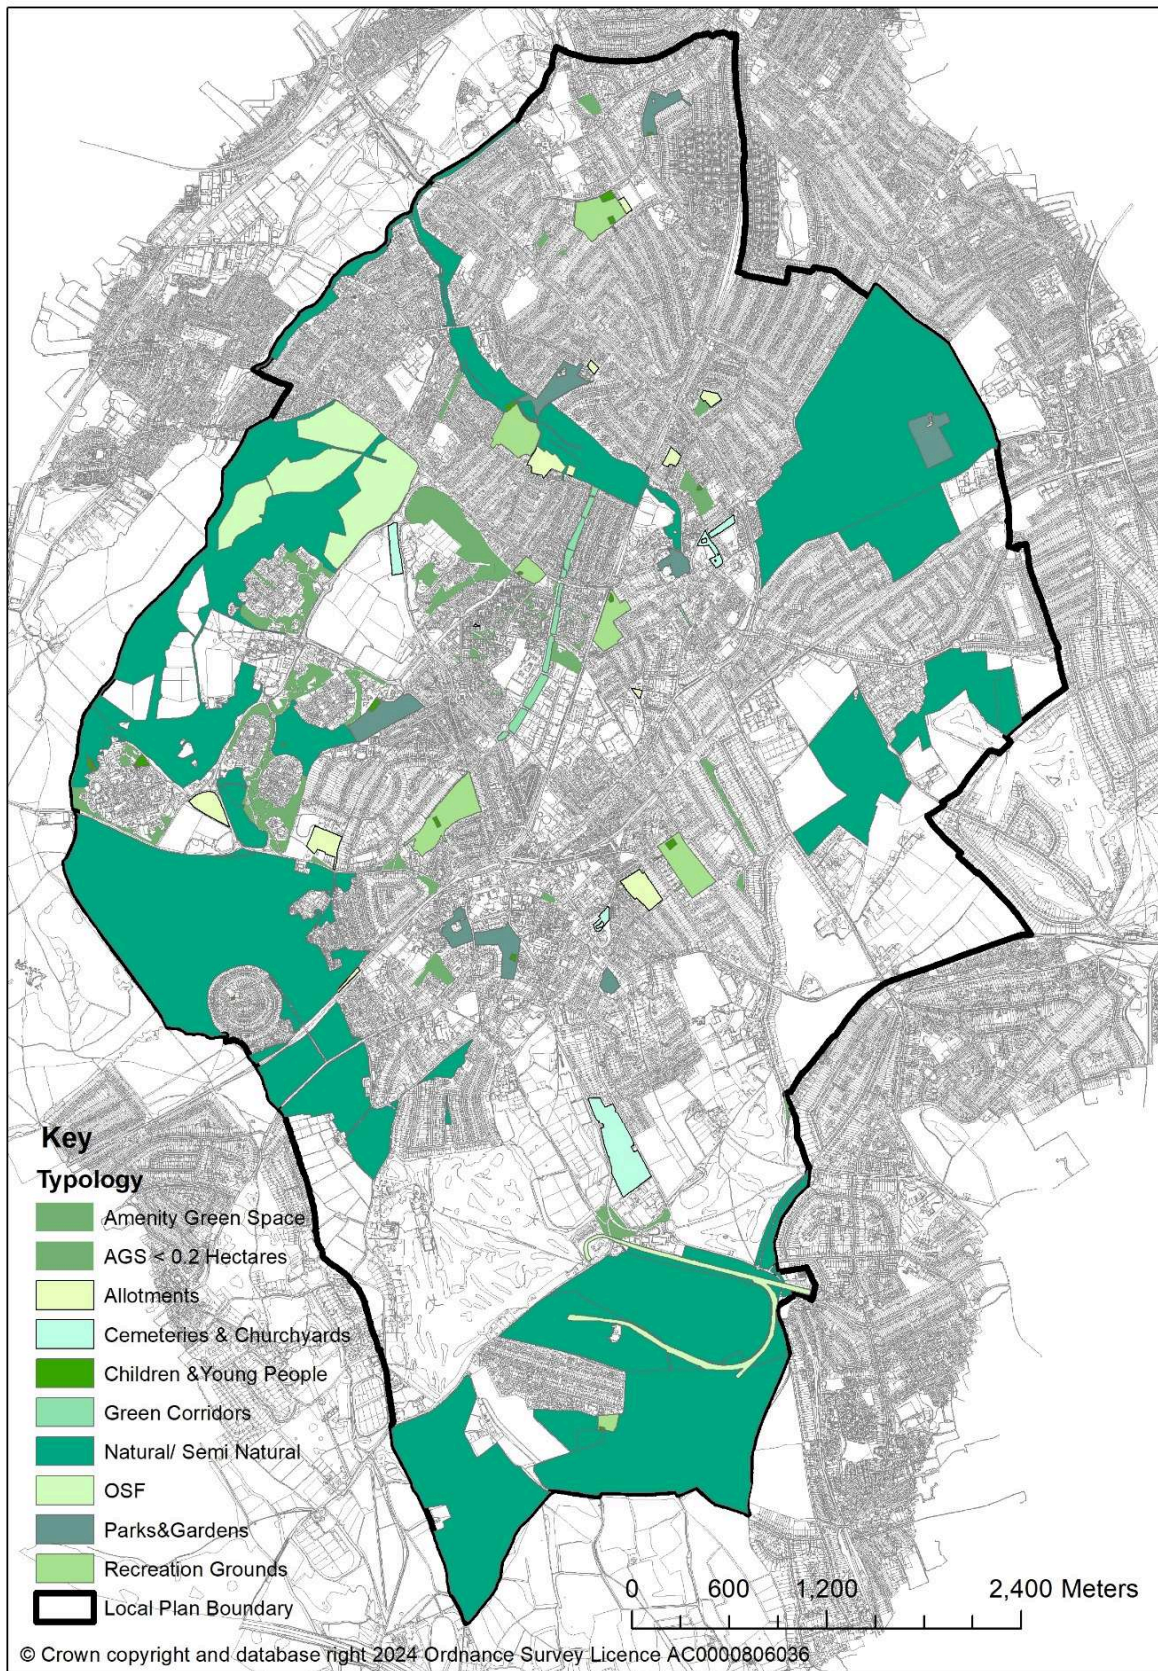 Key
Typology
Amenity Green Space
AGS < 0.2 Hectares
Allotments
Cemeteries & Churchyards
Children &Young People
Green Corridors
Natural/ Semi Natural
OSF
Parks&Gardens
Recreation Grounds
Local Plan Boundary
0 600 1,200 2,400 Meters
© Crown copyright and database right 2024 Ordnance Survey Licence AC0000806036